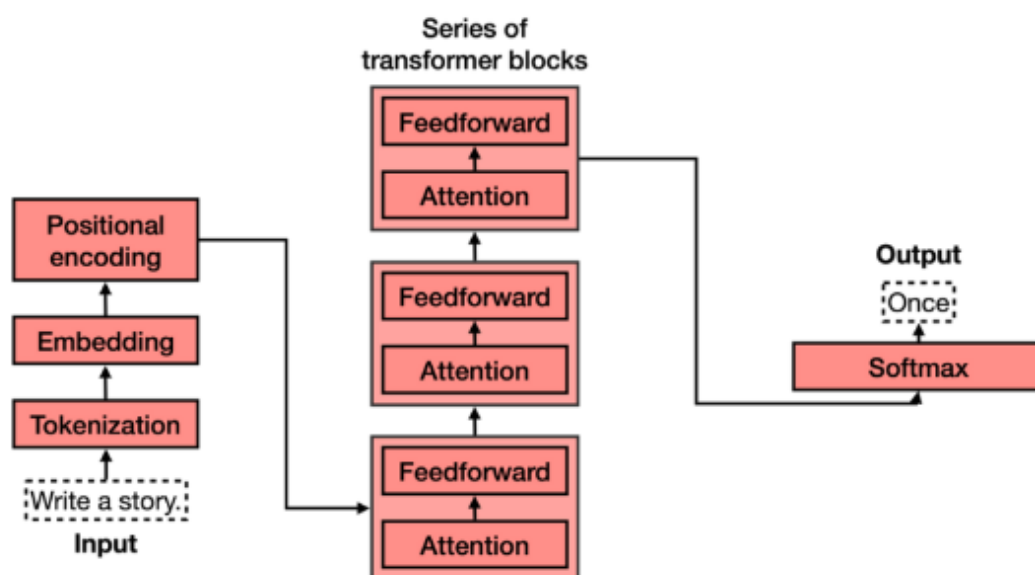 Series of
transformer blocks
Feedforward
Attention
Feedforward
Attention
Feedforward
Attention
Positional
encoding
Embedding
Tokenization
Write a story.
Input
Output
Once
Softmax